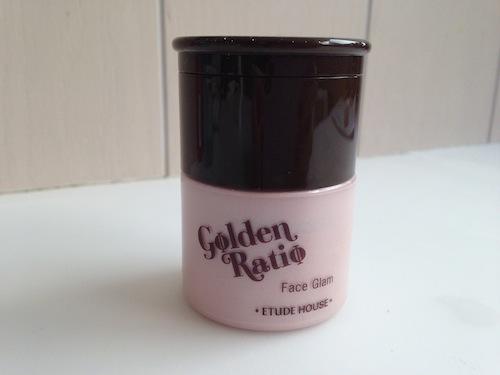 Golden
Ratio
Face Glam
• ETUDE HOUSE •